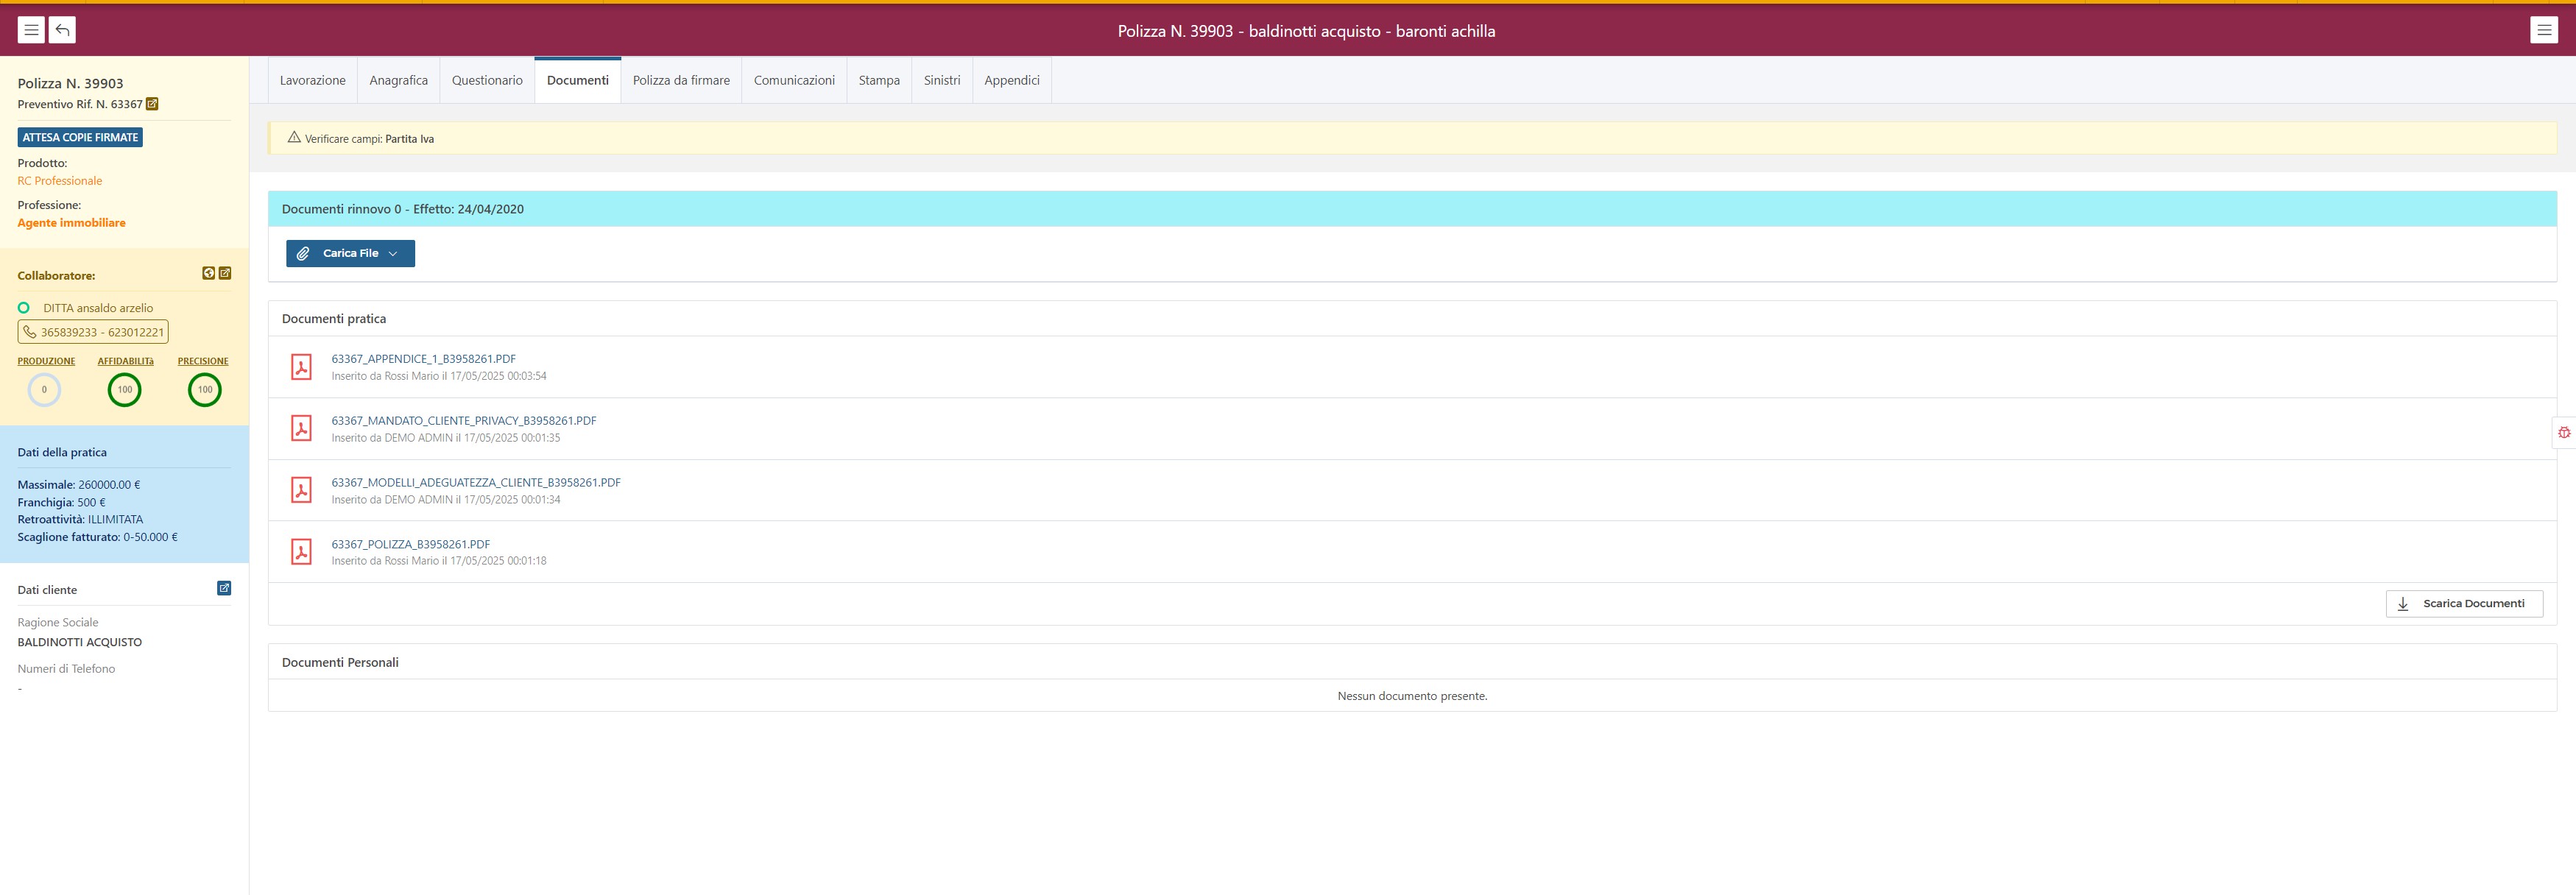 Polizza N. 39903 - baldinotti acquisto - baronti achilla
Polizza N. 39903
Preventivo Rif. N. 63367
ATTESA COPIE FIRMATE
Prodotto:
RC Professionale
Professione:
Agente immobiliare
Collaboratore:
DITTA ansaldo arzelio
365839233 - 623012221
PRODUZIONE AFFIDABILITà PRECISIONE
0 100 100
Dati della pratica
Massimale: 260000.00 €
Franchigia: 500 €
Retroattività: ILLIMITATA
Scaglione fatturato: 0-50.000 €
Dati cliente
Ragione Sociale
BALDINOTTI ACQUISTO
Numeri di Telefono
-
Lavorazione Anagrafica Questionario Documenti Polizza da firmare Comunicazioni Stampa Sinistri Appendici
Verificare campi: Partita Iva
Documenti rinnovo 0 - Effetto: 24/04/2020
Carica File
Documenti pratica
63367_APPENDICE_1_B3958261.PDF
Inserito da Rossi Mario il 17/05/2025 00:03:54
63367_MANDATO_CLIENTE_PRIVACY_B3958261.PDF
Inserito da DEMO ADMIN il 17/05/2025 00:01:35
63367_MODELLI_ADEGUATEZZA_CLIENTE_B3958261.PDF
Inserito da DEMO ADMIN il 17/05/2025 00:01:34
63367_POLIZZA_B3958261.PDF
Inserito da Rossi Mario il 17/05/2025 00:01:18
Scarica Documenti
Documenti Personali
Nessun documento presente.